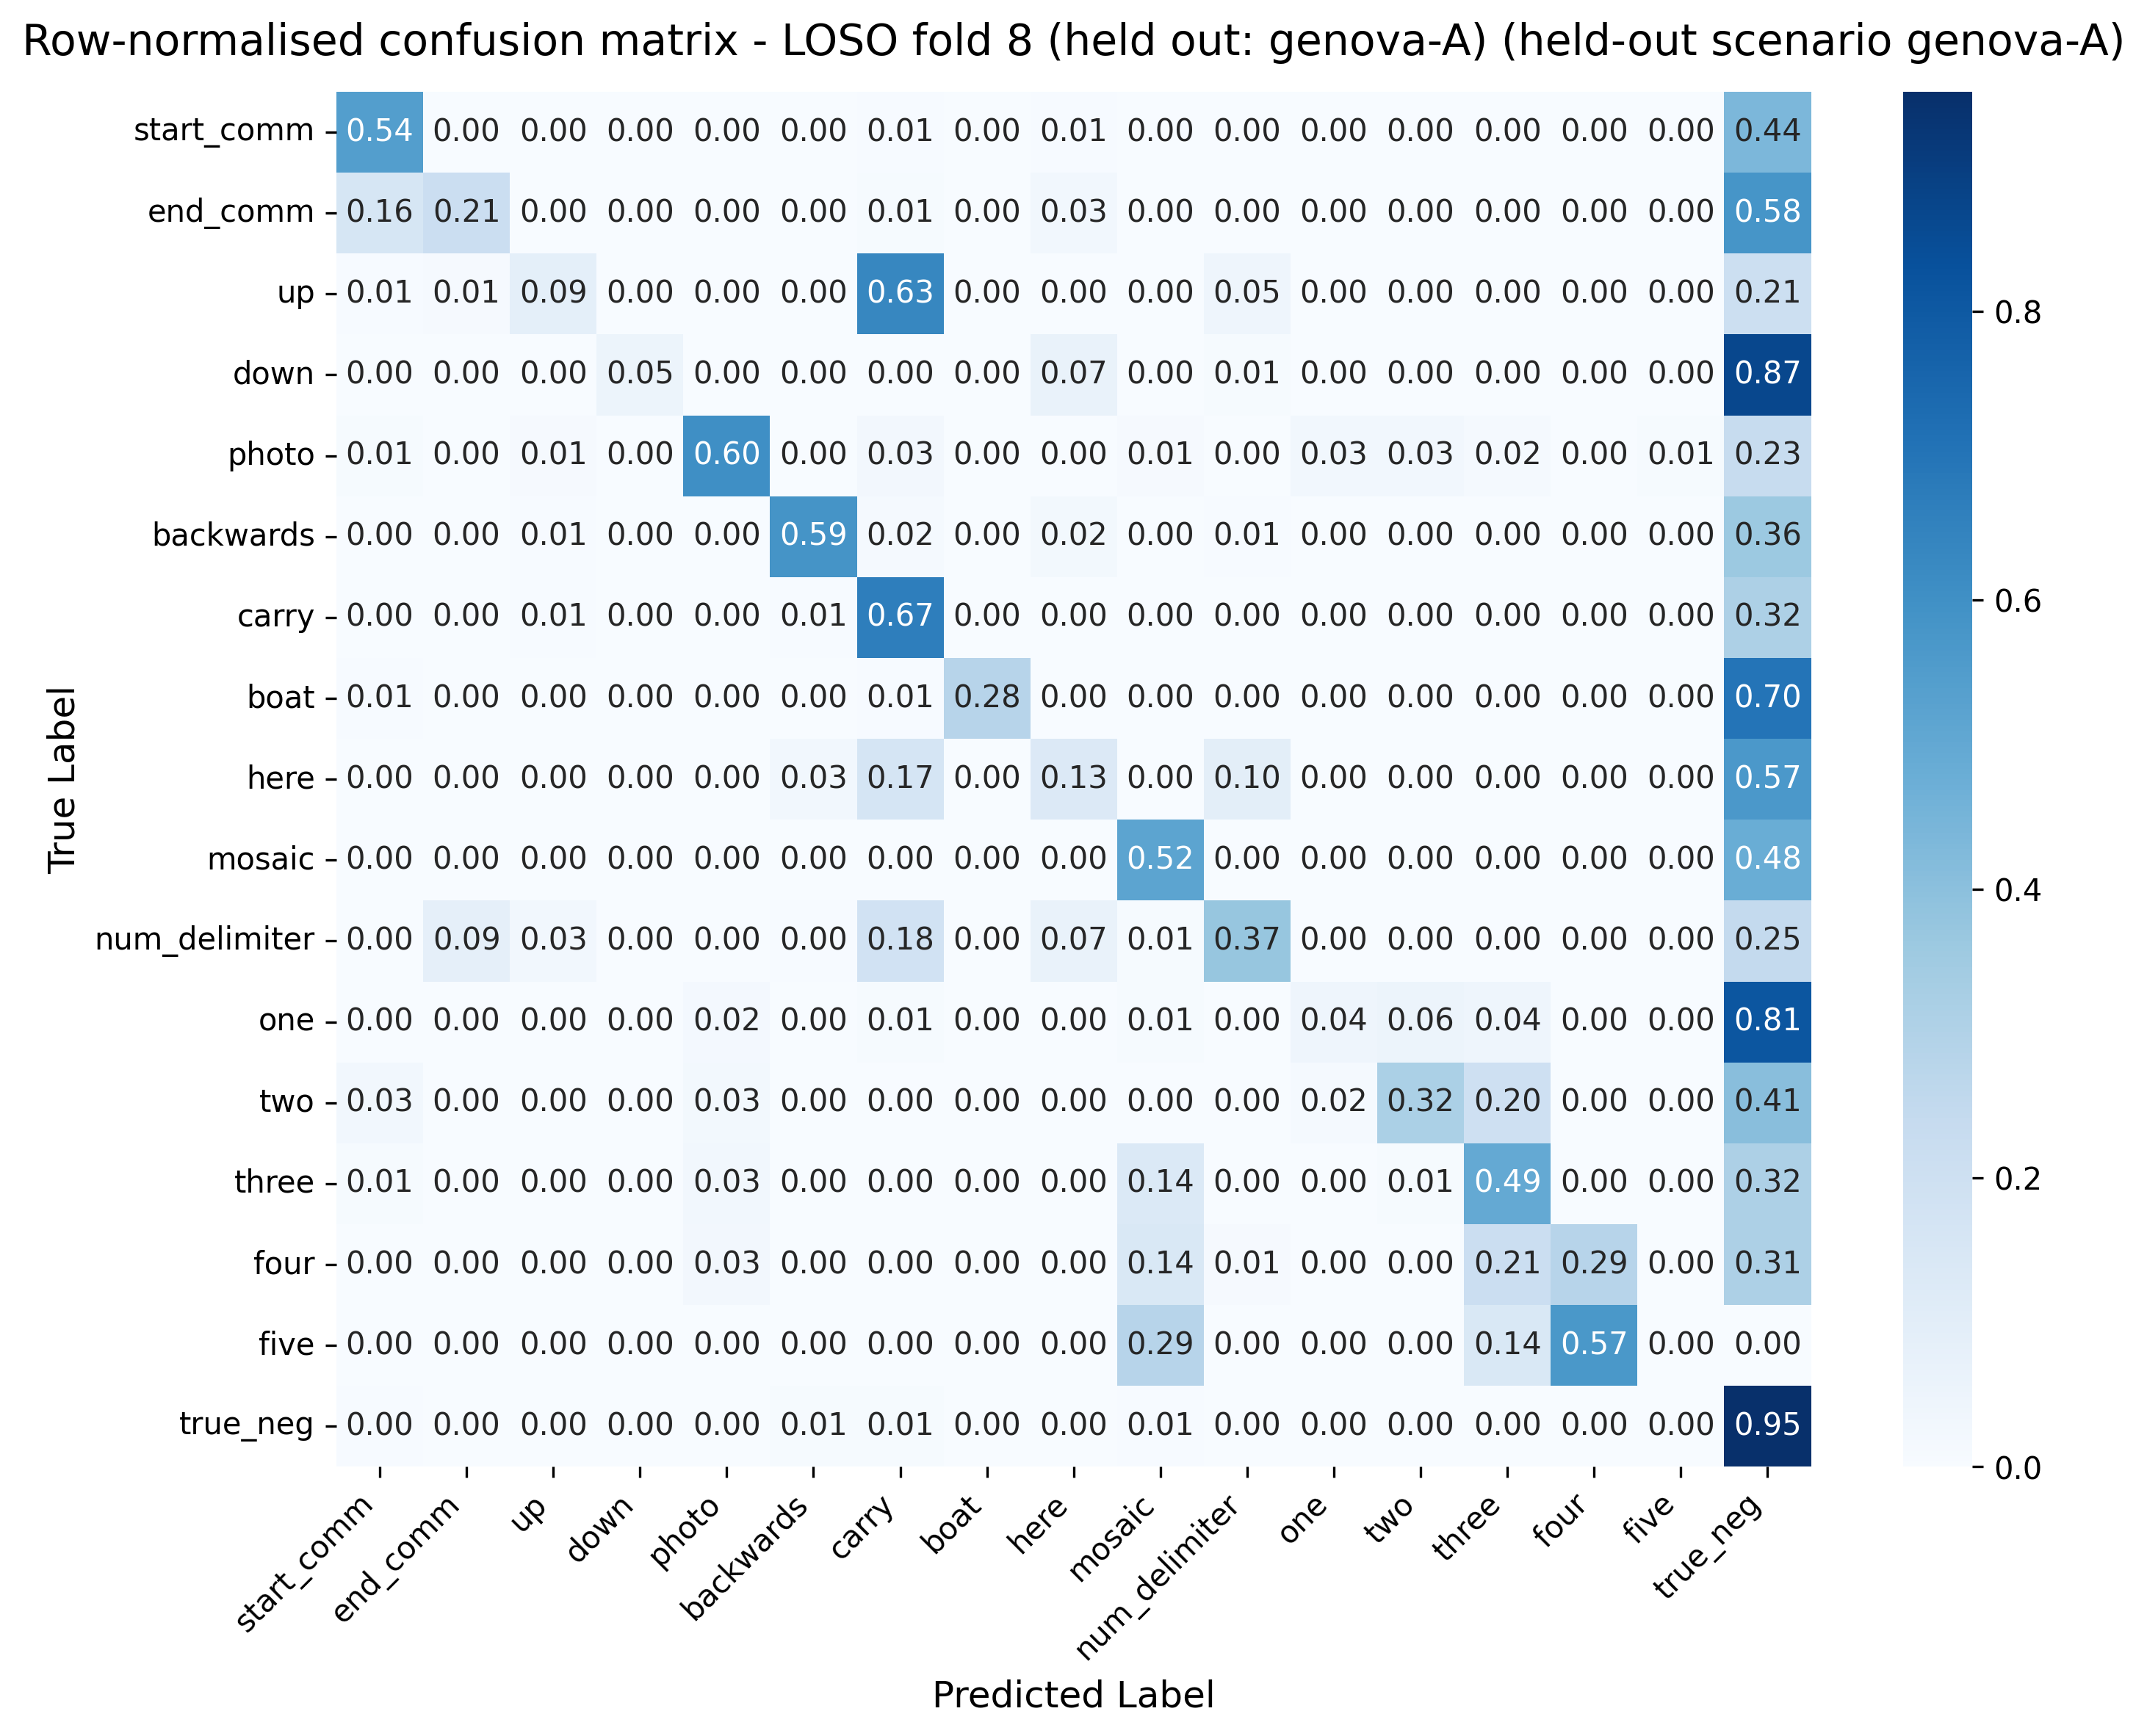 Row-normalised confusion matrix - LOSO fold 8 (held out: genova-A) (held-out scenario genova-A)
start_comm 0.54 0.00 0.00 0.00 0.00 0.00 0.01 0.00 0.01 0.00 0.00 0.00 0.00 0.00 0.00 0.00 0.44
end_comm 0.16 0.21 0.00 0.00 0.00 0.00 0.01 0.00 0.03 0.00 0.00 0.00 0.00 0.00 0.00 0.00 0.58
up 0.01 0.01 0.09 0.00 0.00 0.00 0.63 0.00 0.00 0.00 0.05 0.00 0.00 0.00 0.00 0.00 0.21
down 0.00 0.00 0.00 0.05 0.00 0.00 0.00 0.00 0.07 0.00 0.01 0.00 0.00 0.00 0.00 0.00 0.87
photo 0.01 0.00 0.01 0.00 0.60 0.00 0.03 0.00 0.00 0.01 0.00 0.03 0.03 0.02 0.00 0.01 0.23
backwards 0.00 0.00 0.01 0.00 0.00 0.59 0.02 0.00 0.02 0.00 0.01 0.00 0.00 0.00 0.00 0.00 0.36
carry 0.00 0.00 0.01 0.00 0.00 0.01 0.67 0.00 0.00 0.00 0.00 0.00 0.00 0.00 0.00 0.00 0.32
boat 0.01 0.00 0.00 0.00 0.00 0.00 0.01 0.28 0.00 0.00 0.00 0.00 0.00 0.00 0.00 0.00 0.70
here 0.00 0.00 0.00 0.00 0.00 0.03 0.17 0.00 0.13 0.00 0.10 0.00 0.00 0.00 0.00 0.00 0.57
mosaic 0.00 0.00 0.00 0.00 0.00 0.00 0.00 0.00 0.00 0.52 0.00 0.00 0.00 0.00 0.00 0.00 0.48
num_delimiter 0.00 0.09 0.03 0.00 0.00 0.00 0.18 0.00 0.07 0.01 0.37 0.00 0.00 0.00 0.00 0.00 0.25
one 0.00 0.00 0.00 0.00 0.02 0.00 0.01 0.00 0.00 0.01 0.00 0.04 0.06 0.04 0.00 0.00 0.81
two 0.03 0.00 0.00 0.00 0.03 0.00 0.00 0.00 0.00 0.00 0.00 0.02 0.32 0.20 0.00 0.00 0.41
three 0.01 0.00 0.00 0.00 0.03 0.00 0.00 0.00 0.00 0.14 0.00 0.00 0.01 0.49 0.00 0.00 0.32
four 0.00 0.00 0.00 0.00 0.03 0.00 0.00 0.00 0.00 0.14 0.01 0.00 0.00 0.21 0.29 0.00 0.31
five 0.00 0.00 0.00 0.00 0.00 0.00 0.00 0.00 0.00 0.29 0.00 0.00 0.00 0.14 0.57 0.00 0.00
true_neg 0.00 0.00 0.00 0.00 0.00 0.01 0.01 0.00 0.00 0.01 0.00 0.00 0.00 0.00 0.00 0.00 0.95
start_comm end_comm up down photo backwards carry boat here mosaic num_delimiter one two three four five true_neg
Predicted Label
True Label
0.8
0.6
0.4
0.2
0.0